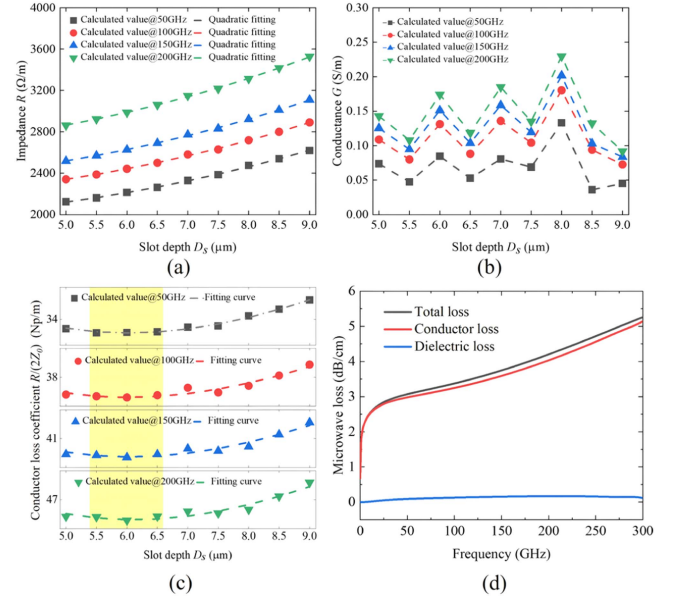 (a)
4000
3600
3200
2800
2400
2000
Impedance R (Ω/m)
Calculated value@50GHz Quadratic fitting
Calculated value@100GHz Quadratic fitting
Calculated value@150GHz Quadratic fitting
Calculated value@200GHz Quadratic fitting
5.0 5.5 6.0 6.5 7.0 7.5 8.0 8.5 9.0
Slot depth DS (μm)
(b)
0.30
0.25
0.20
0.15
0.10
0.05
0.00
Conductance G (S/m)
Calculated value@50GHz
Calculated value@100GHz
Calculated value@150GHz
Calculated value@200GHz
5.0 5.5 6.0 6.5 7.0 7.5 8.0 8.5 9.0
Slot depth DS (μm)
Conductor loss coefficient R/(2Z0) (Np/m)
Calculated value@50GHz Fitting curve
34
Calculated value@100GHz Fitting curve
38
Calculated value@150GHz Fitting curve
41
Calculated value@200GHz Fitting curve
47
5.0 5.5 6.0 6.5 7.0 7.5 8.0 8.5 9.0
Slot depth DS (μm)
(c)
6
5
4
3
2
1
0
Microwave loss (dB/cm)
Total loss
Conductor loss
Dielectric loss
0 50 100 150 200 250 300
Frequency (GHz)
(d)